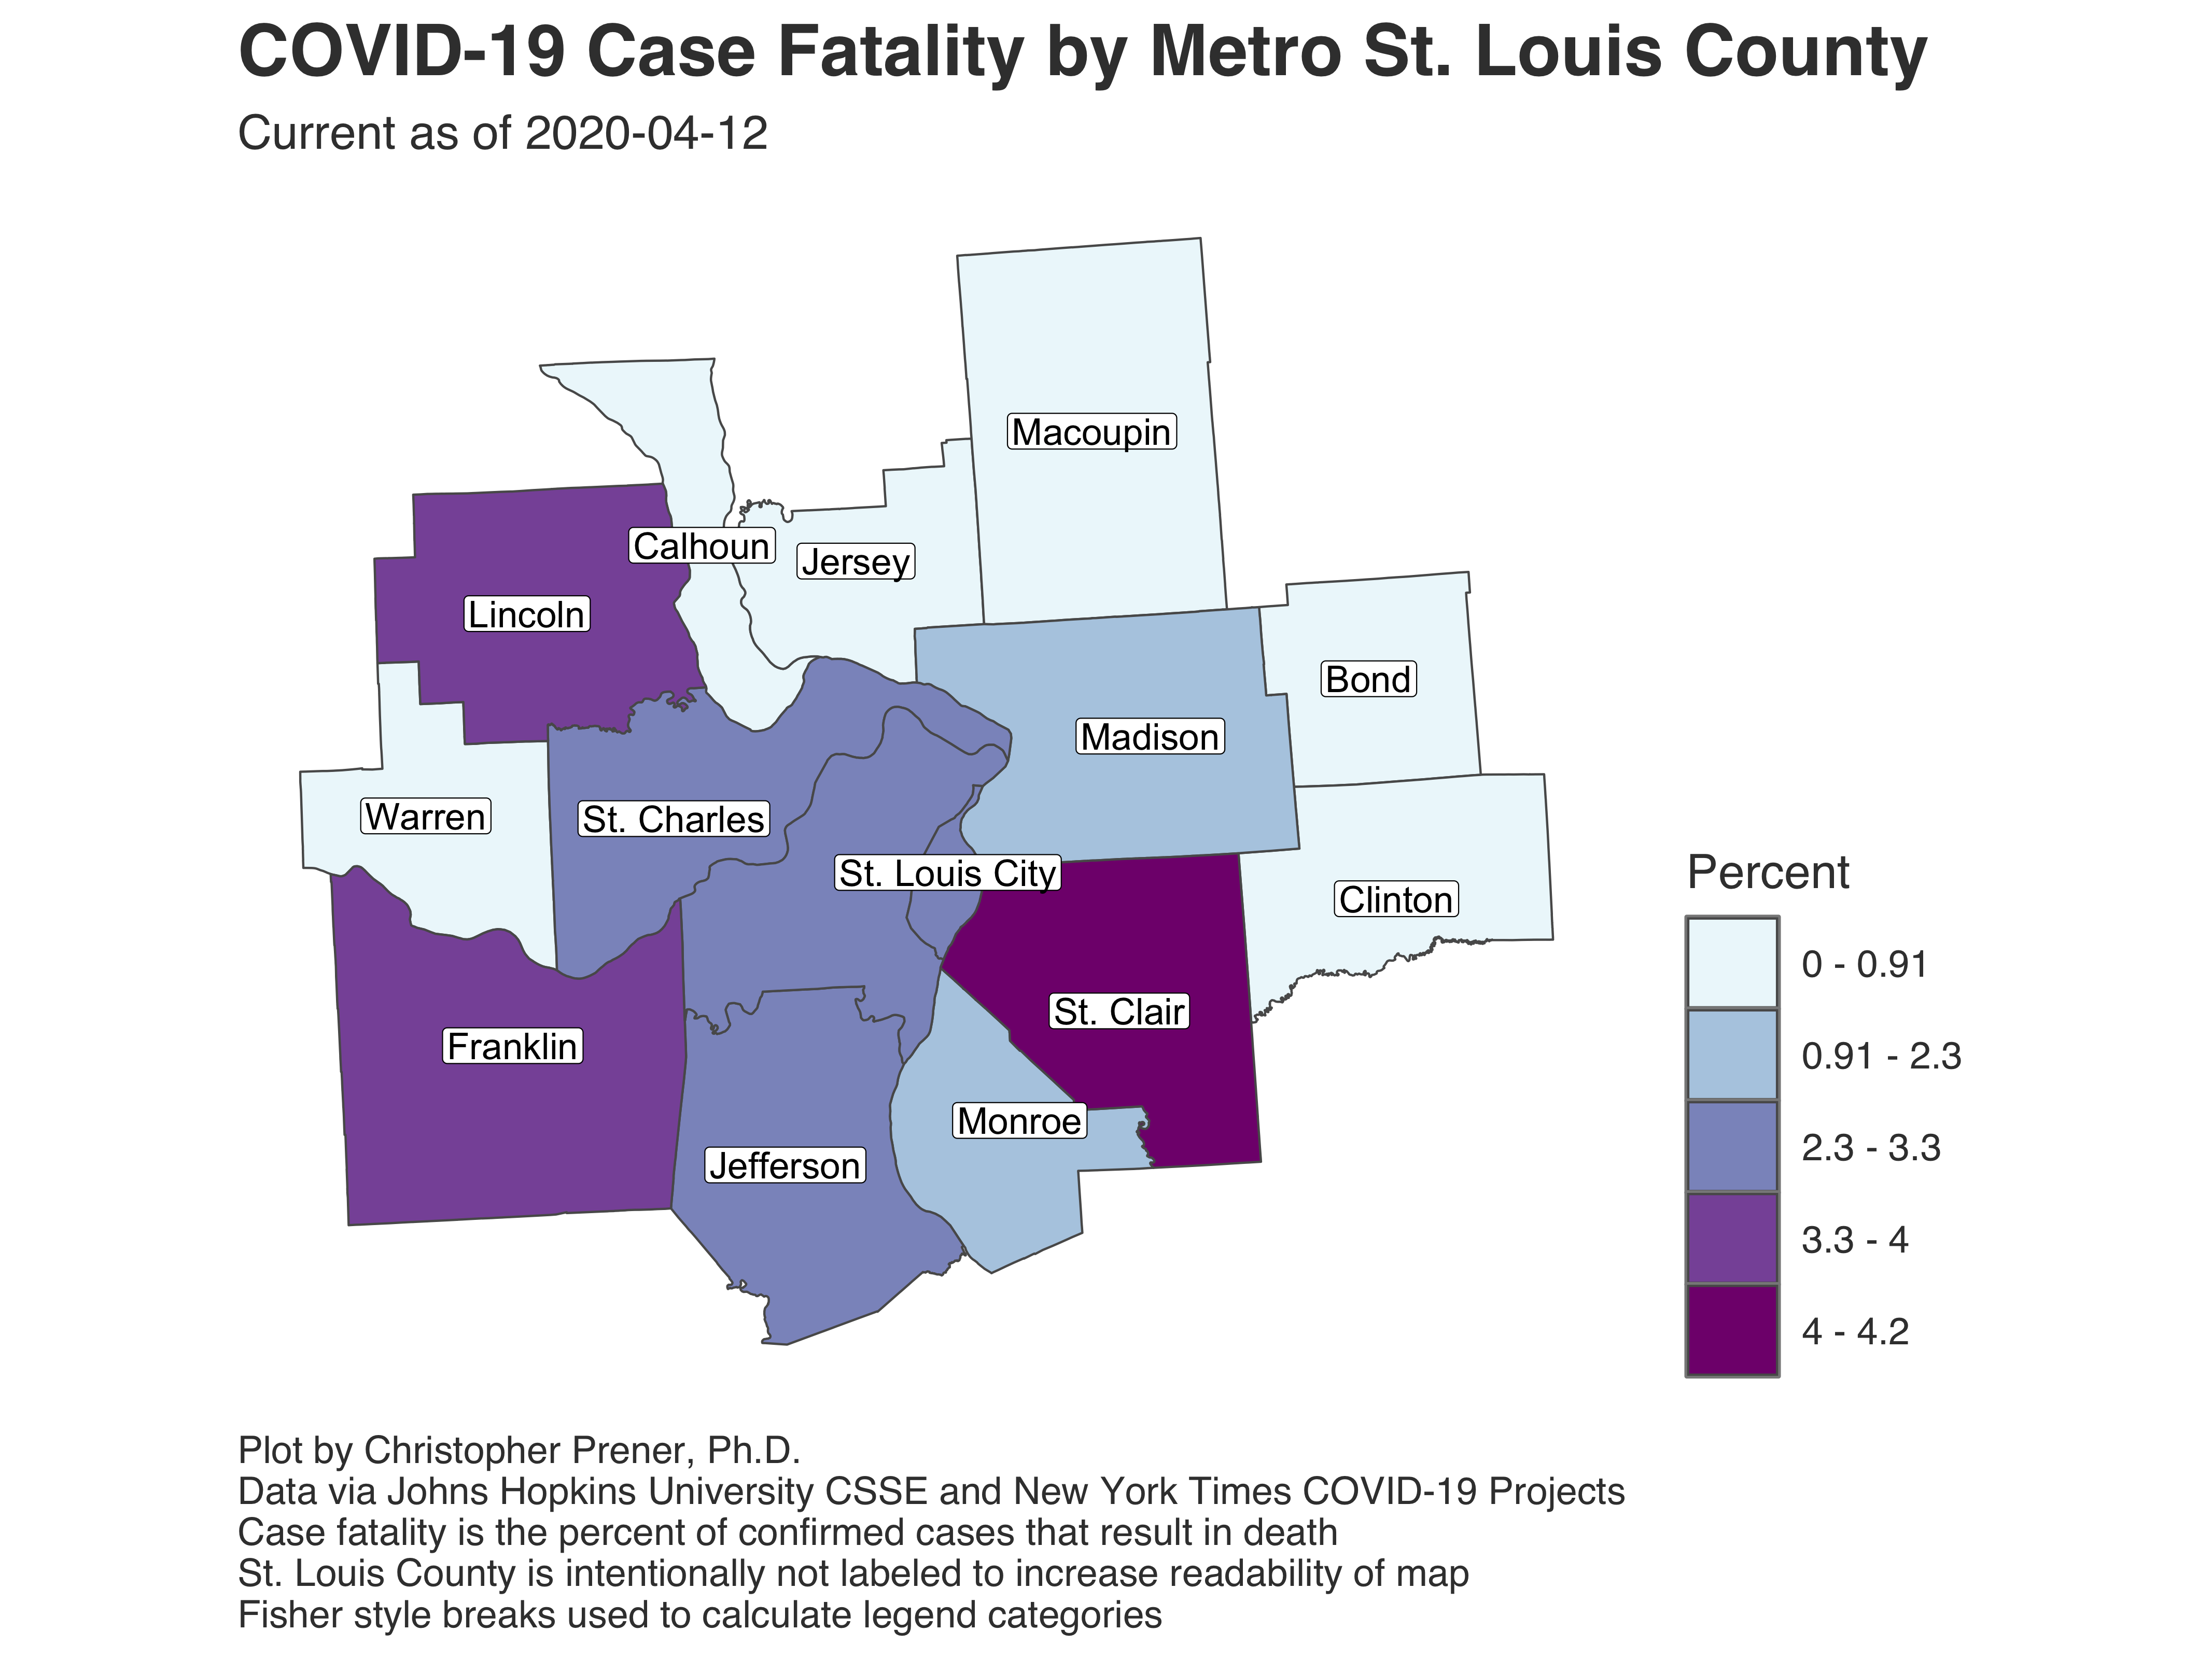 COVID-19 Case Fatality by Metro St. Louis County
Current as of 2020-04-12
Macoupin
Calhoun
Jersey
Lincoln
Bond
Madison
Warren
St. Charles
St. Louis City
Clinton
St. Clair
Franklin
Monroe
Jefferson
Percent
0 - 0.91
0.91 - 2.3
2.3 - 3.3
3.3 - 4
4 - 4.2
Plot by Christopher Prener, Ph.D.
Data via Johns Hopkins University CSSE and New York Times COVID-19 Projects
Case fatality is the percent of confirmed cases that result in death
St. Louis County is intentionally not labeled to increase readability of map
Fisher style breaks used to calculate legend categories